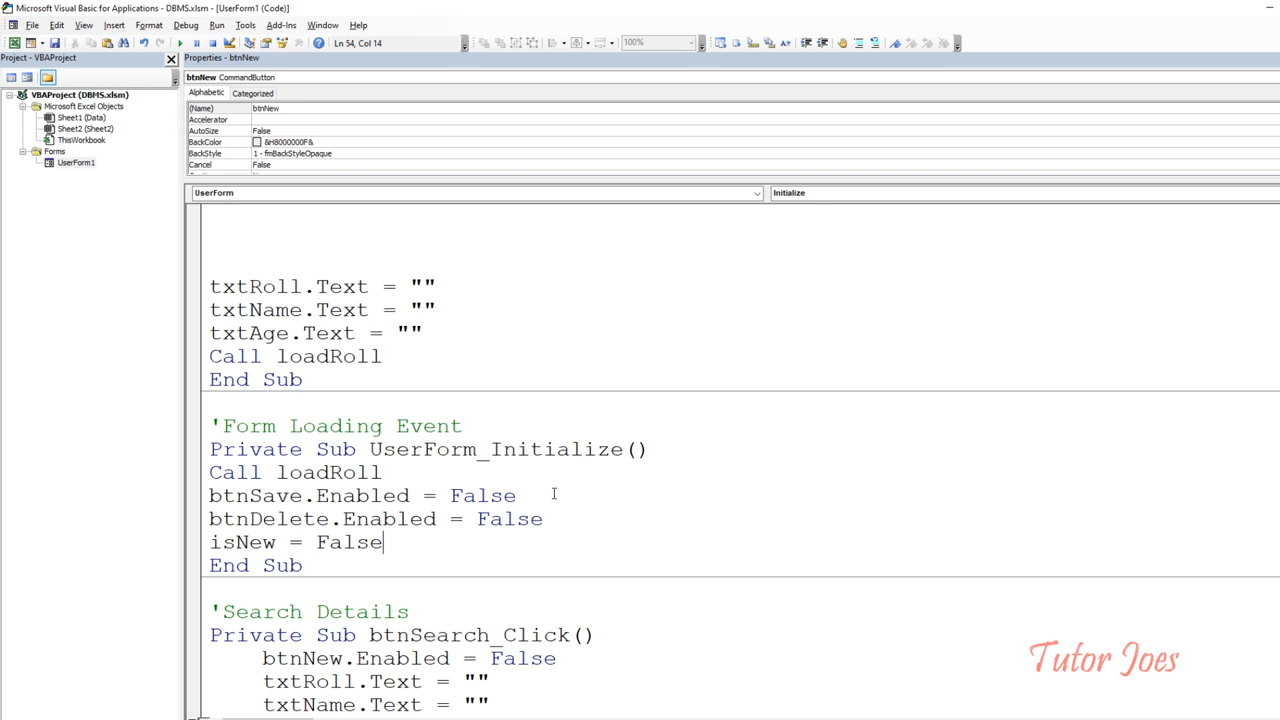 Microsoft Visual Basic for Applications - DBMS.xlsm - [UserForm1 (Code)]
File Edit View Insert Format Debug Run Tools Add-Ins Window Help
Ln 54, Col 14
100%
Project - VBAProject
Properties - btnNew
btnNew CommandButton
Alphabetic Categorized
VBAProject (DBMS.xlsm)
Microsoft Excel Objects
Sheet1 (Data)
Sheet2 (Sheet2)
ThisWorkbook
Forms
UserForm1
(Name) btnNew
Accelerator
AutoSize False
BackColor &H8000000F&
BackStyle 1 - fmBackStyleOpaque
Cancel False
UserForm Initialize
txtRoll.Text = ""
txtName.Text = ""
txtAge.Text = ""
Call loadRoll
End Sub
'Form Loading Event
Private Sub UserForm_Initialize()
Call loadRoll
btnSave.Enabled = False
btnDelete.Enabled = False
isNew = False
End Sub
'Search Details
Private Sub btnSearch_Click()
btnNew.Enabled = False
txtRoll.Text = ""
txtName.Text = ""
Tutor Joes